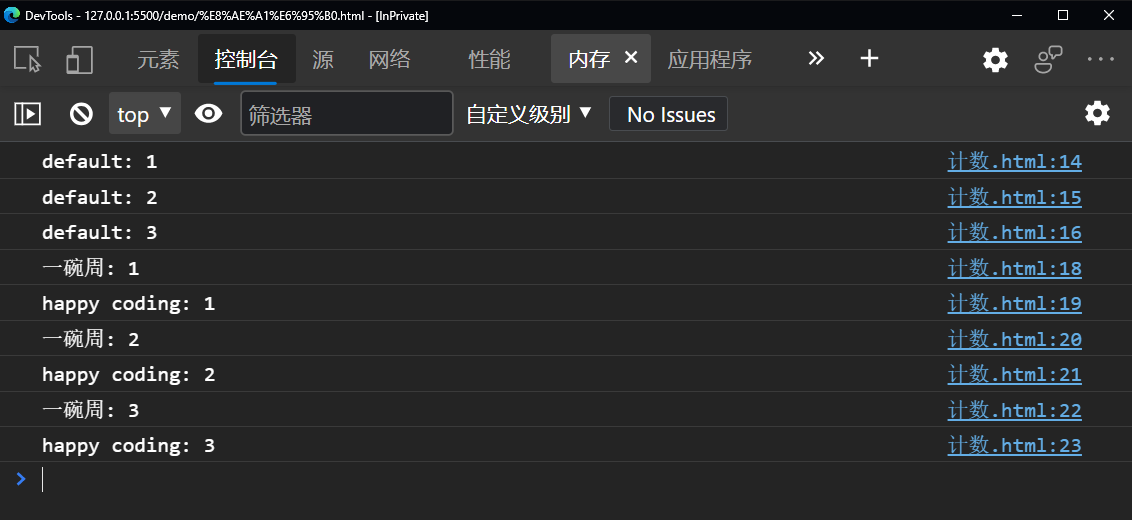 DevTools - 127.0.0.1:5500/demo/%E8%AE%A1%E6%95%B0.html - [InPrivate]
元素 控制台 源 网络 性能 内存 应用程序
top 筛选器 自定义级别 No Issues
default: 1 计数.html:14
default: 2 计数.html:15
default: 3 计数.html:16
一碗周: 1 计数.html:18
happy coding: 1 计数.html:19
一碗周: 2 计数.html:20
happy coding: 2 计数.html:21
一碗周: 3 计数.html:22
happy coding: 3 计数.html:23